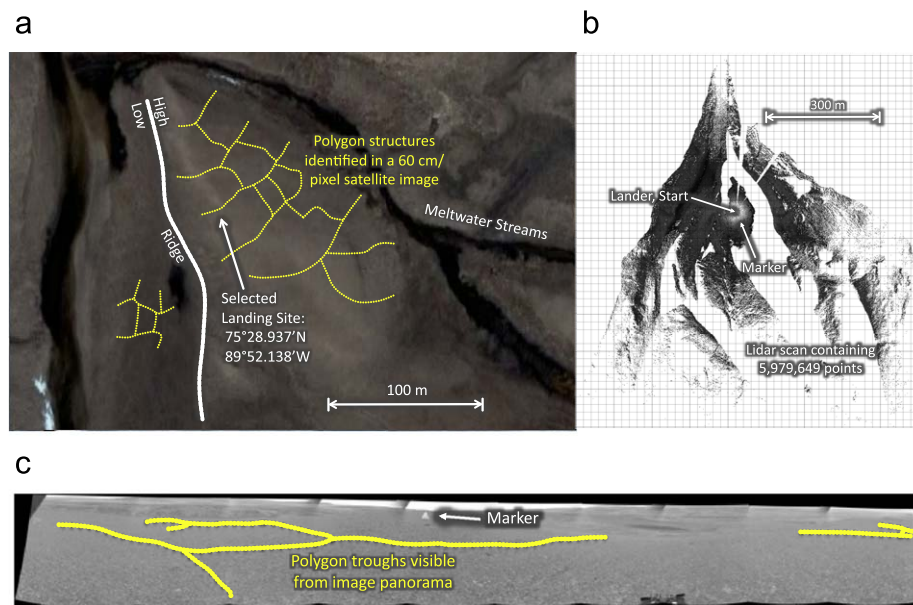 a
High
Low
Polygon structures
identified in a 60 cm/
pixel satellite image
Meltwater Streams
Ridge
Selected
Landing Site:
75°28.937’N
89°52.138’W
100 m
b
300 m
Lander, Start
Marker
Lidar scan containing
5,979,649 points
c
Marker
Polygon troughs visible
from image panorama